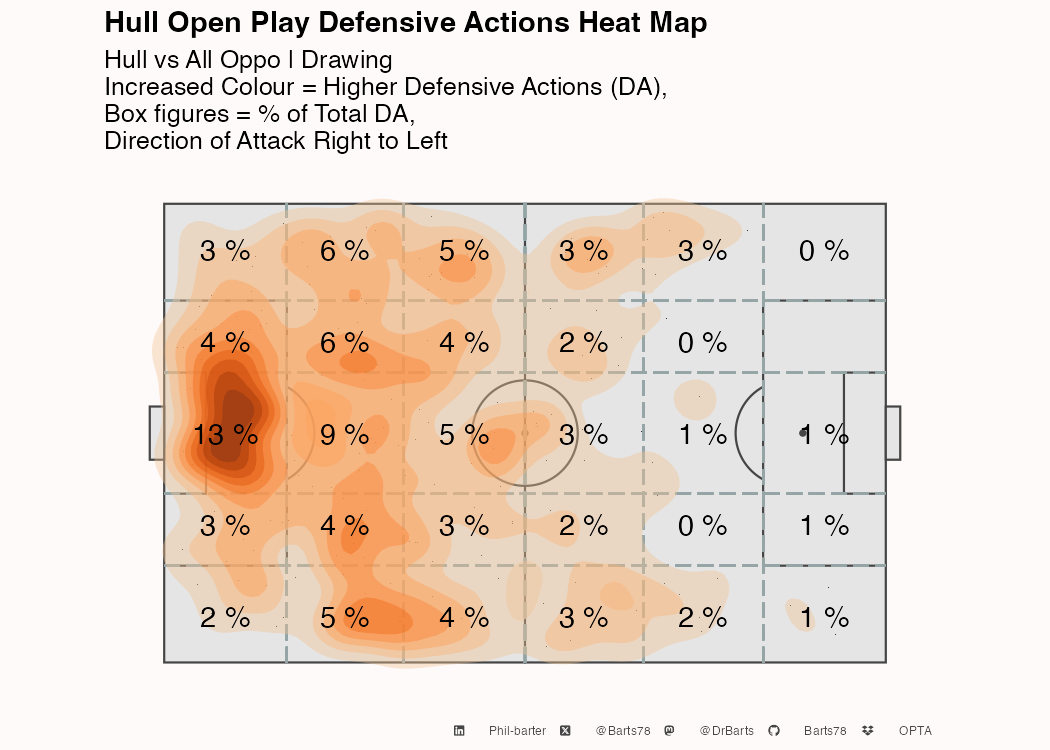 Hull Open Play Defensive Actions Heat Map
Hull vs All Oppo | Drawing
Increased Colour = Higher Defensive Actions (DA),
Box figures = % of Total DA,
Direction of Attack Right to Left
3 % 6 % 5 % 3 % 3 % 0 %
4 % 6 % 4 % 2 % 0 %
13 % 9 % 5 % 3 % 1 % 1 %
3 % 4 % 3 % 2 % 0 % 1 %
2 % 5 % 4 % 3 % 2 % 1 %
Phil-barter @Barts78 @DrBarts Barts78 OPTA